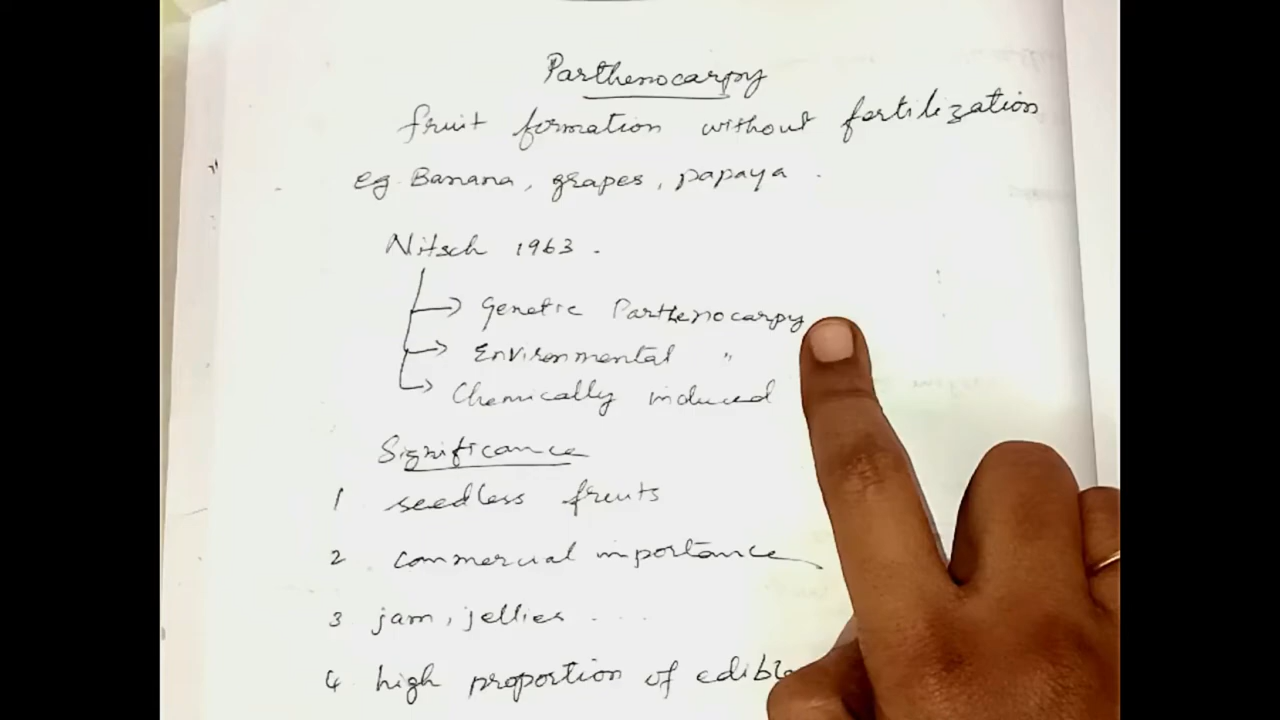 Parthenocarpy
fruit formation without fertilization
eg Banana, grapes, papaya .
Nitsch 1963 .
Genetic Parthenocarpy
Environmental "
Chemically induced
Significance
1 seedless fruits
2 commercial importance
3 jam, jellies . . . .
4 high proportion of edible